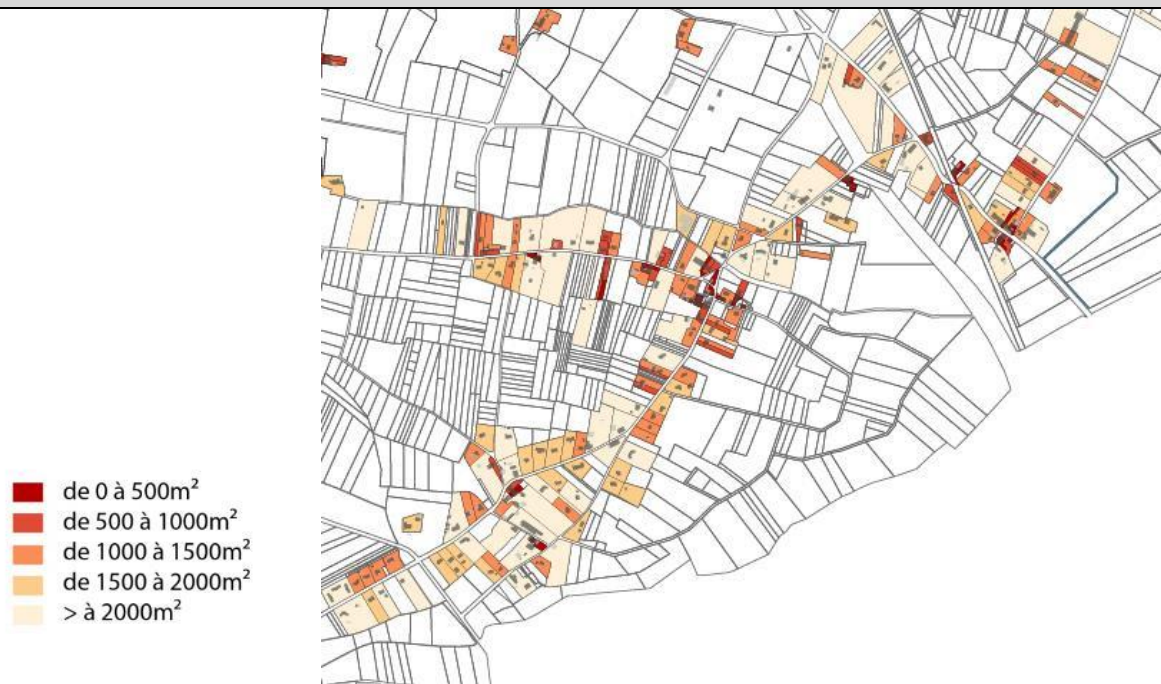 de 0 à 500m²
de 500 à 1000m²
de 1000 à 1500m²
de 1500 à 2000m²
> à 2000m²